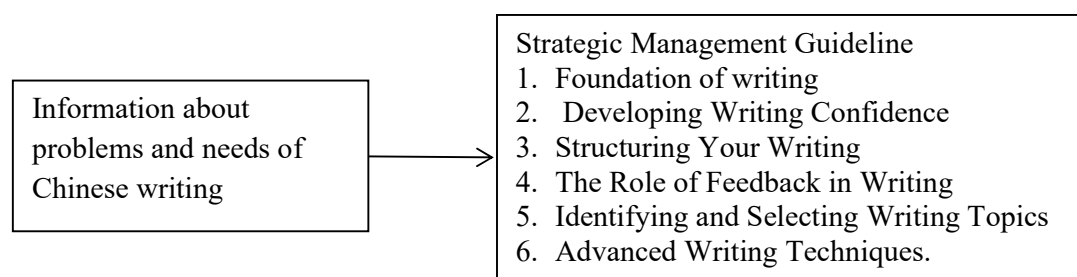 Information about
problems and needs of
Chinese writing
Strategic Management Guideline
1. Foundation of writing
2. Developing Writing Confidence
3. Structuring Your Writing
4. The Role of Feedback in Writing
5. Identifying and Selecting Writing Topics
6. Advanced Writing Techniques.